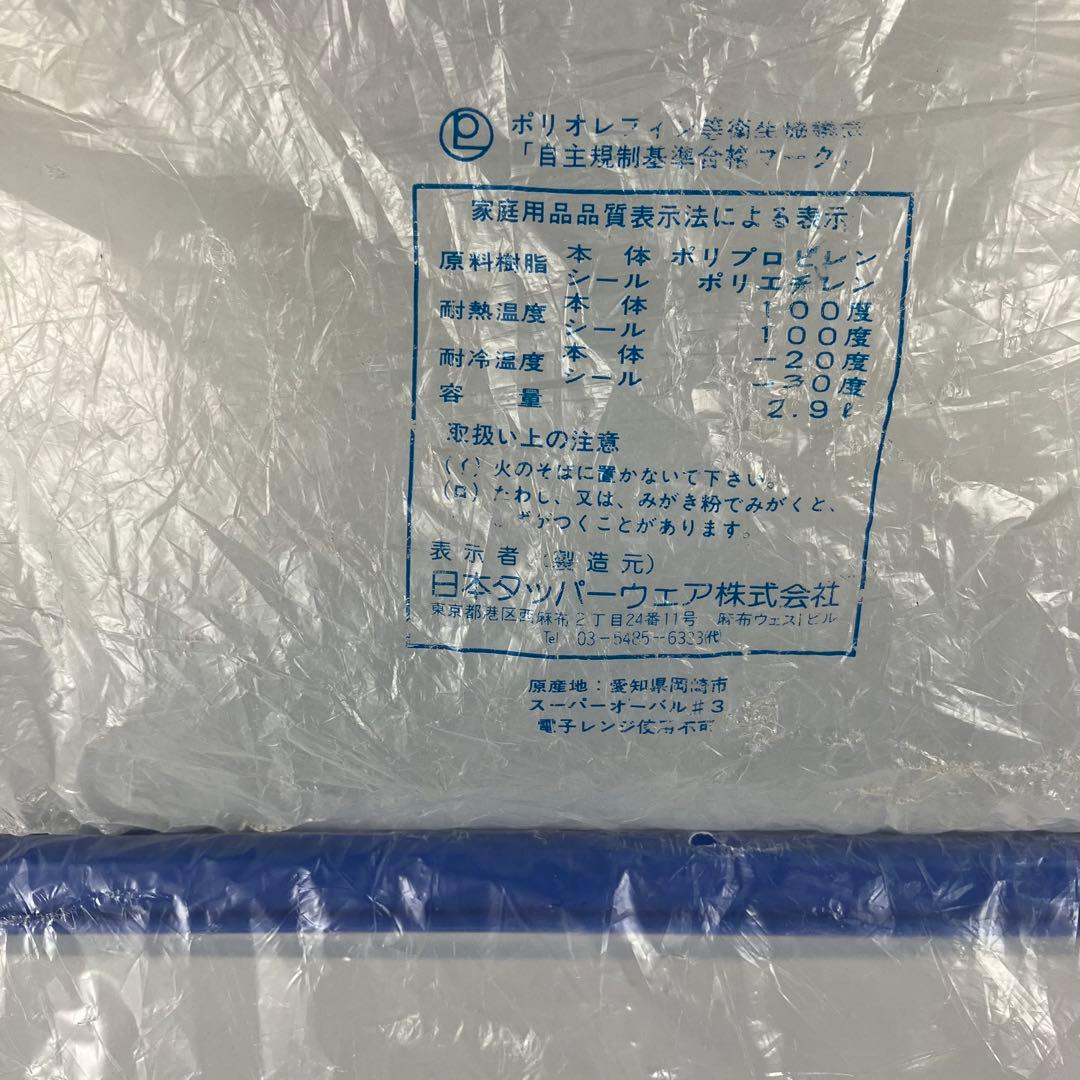 PL ポリオレフィン等衛生協議会
「自主規制基準合格マーク」
家庭用品品質表示法による表示
原料樹脂 本体 ポリプロピレン
シール ポリエチレン
耐熱温度 本体 100度
シール 100度
耐冷温度 本体 -20度
シール -30度
容量 2.9ℓ
取扱い上の注意
(イ) 火のそばに置かないで下さい。
(ロ) たわし、又は、みがき粉でみがくと、
がつくことがあります。
表示者(製造元)
日本タッパーウェア株式会社
東京都港区西麻布2丁目24番11号 麻布ウェストビル
Tel 03-5485-6333(代)
原産地:愛知県岡崎市
スーパーオーバル#3
電子レンジ使用不可